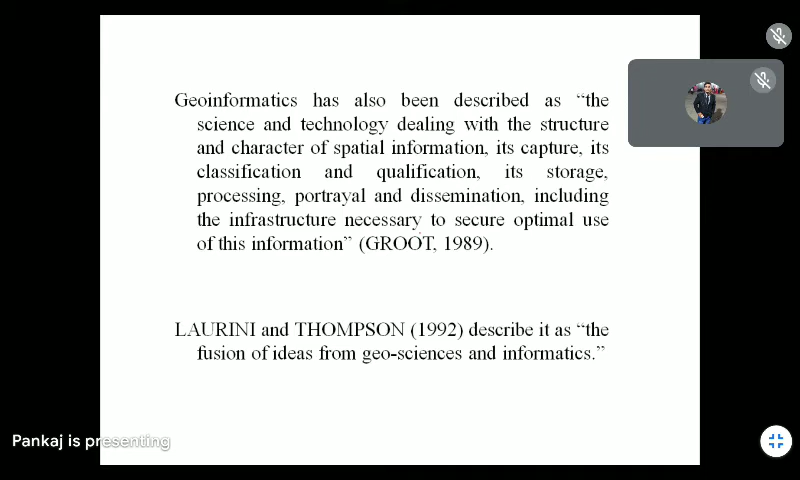 Geoinformatics has also been described as “the
science and technology dealing with the structure
and character of spatial information, its capture, its
classification and qualification, its storage,
processing, portrayal and dissemination, including
the infrastructure necessary to secure optimal use
of this information” (GROOT, 1989).
LAURINI and THOMPSON (1992) describe it as “the
fusion of ideas from geo-sciences and informatics.”
Pankaj is presenting